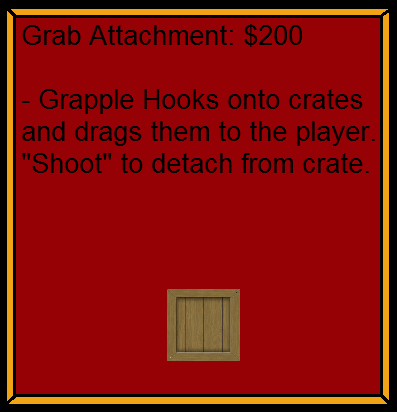 Grab Attachment: $200
- Grapple Hooks onto crates
and drags them to the player.
"Shoot" to detach from crate.